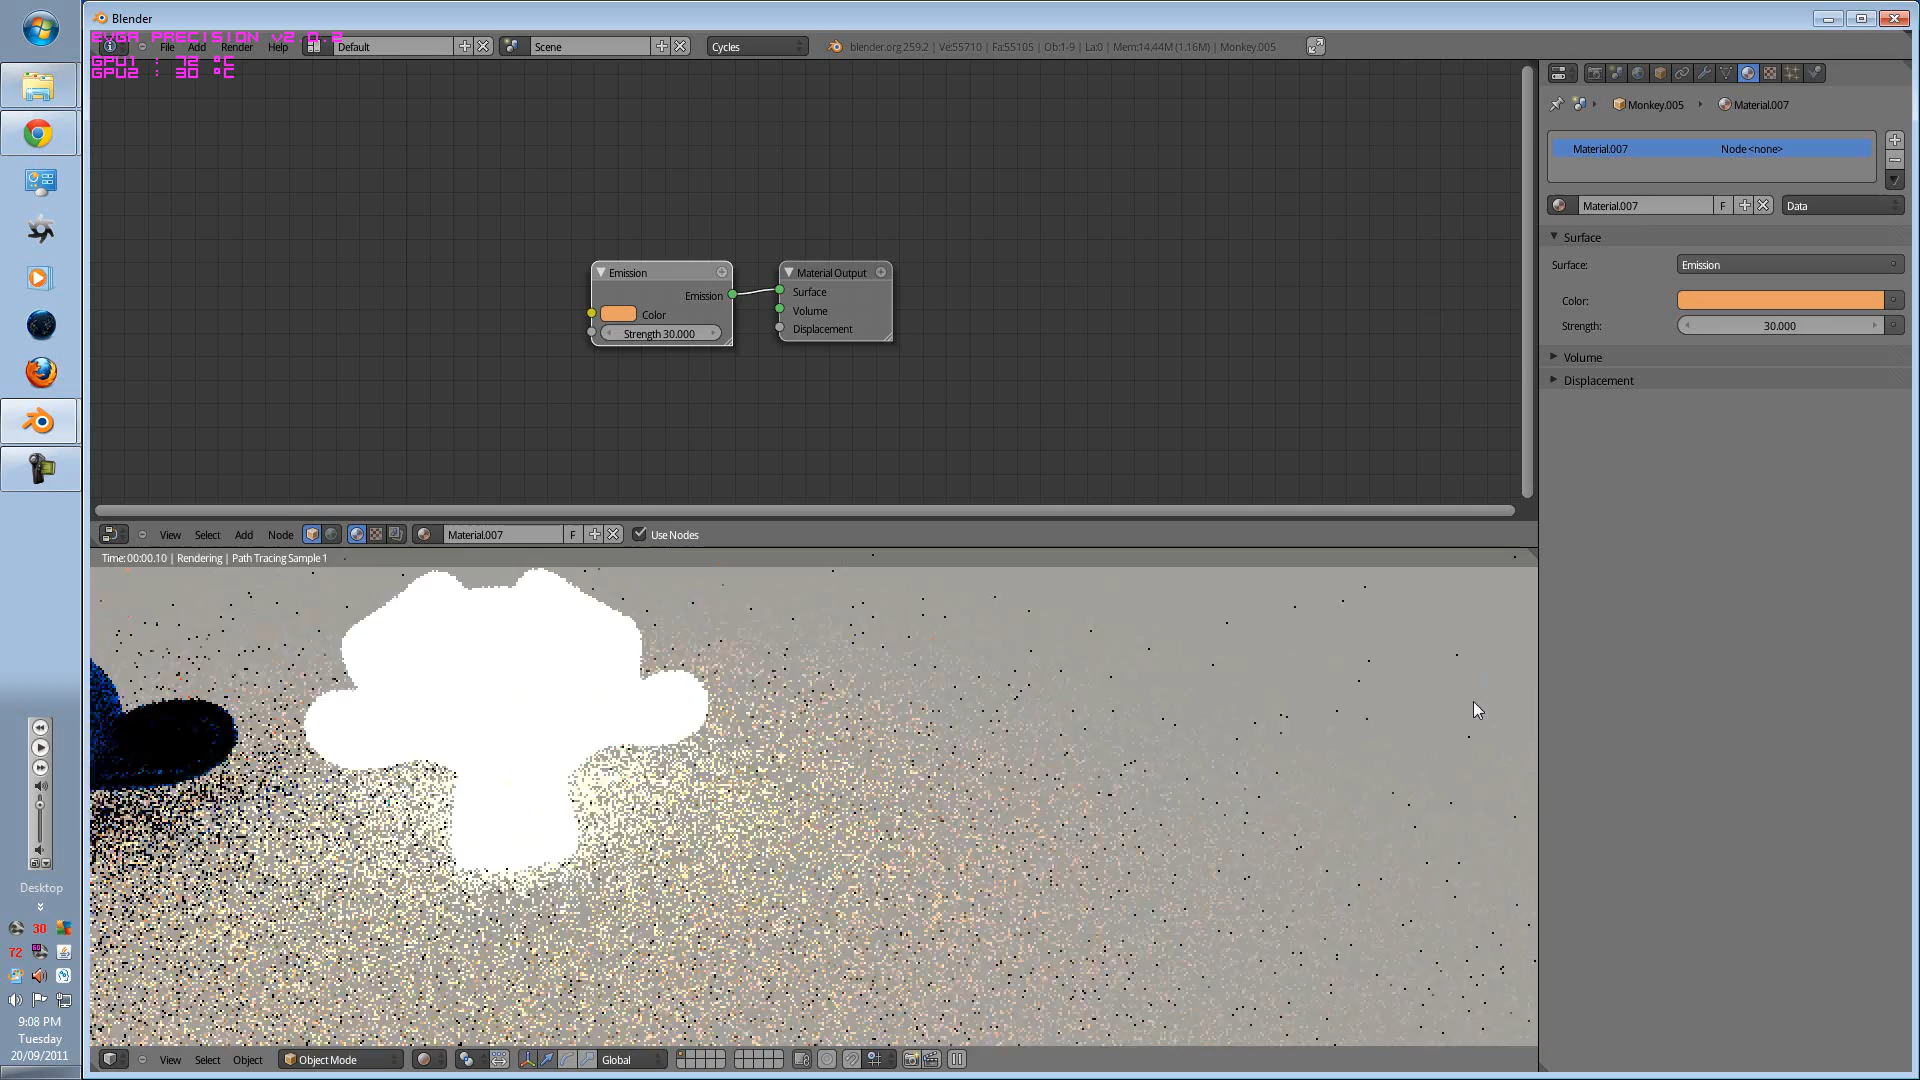 Blender
EVGA PRECISION v2 0.2
GPU1 : 72 °C
GPU2 : 30 °C
File Add Render Help Default Scene Cycles blender.org 259.2 | Ve:55710 | Fa:55105 | Ob:1-9 | La:0 | Mem:14.44M (1.16M) | Monkey.005
Monkey.005 Material.007
Material.007 Node <none>
Material.007 F Data
Surface
Surface: Emission
Color:
Strength: 30.000
Volume
Displacement
Emission
Emission
Color
Strength 30.000
Material Output
Surface
Volume
Displacement
View Select Add Node Material.007 F Use Nodes
Time:00:00.10 | Rendering | Path Tracing Sample 1
View Select Object Object Mode Global
Desktop
30
72
9:08 PM
Tuesday
20/09/2011